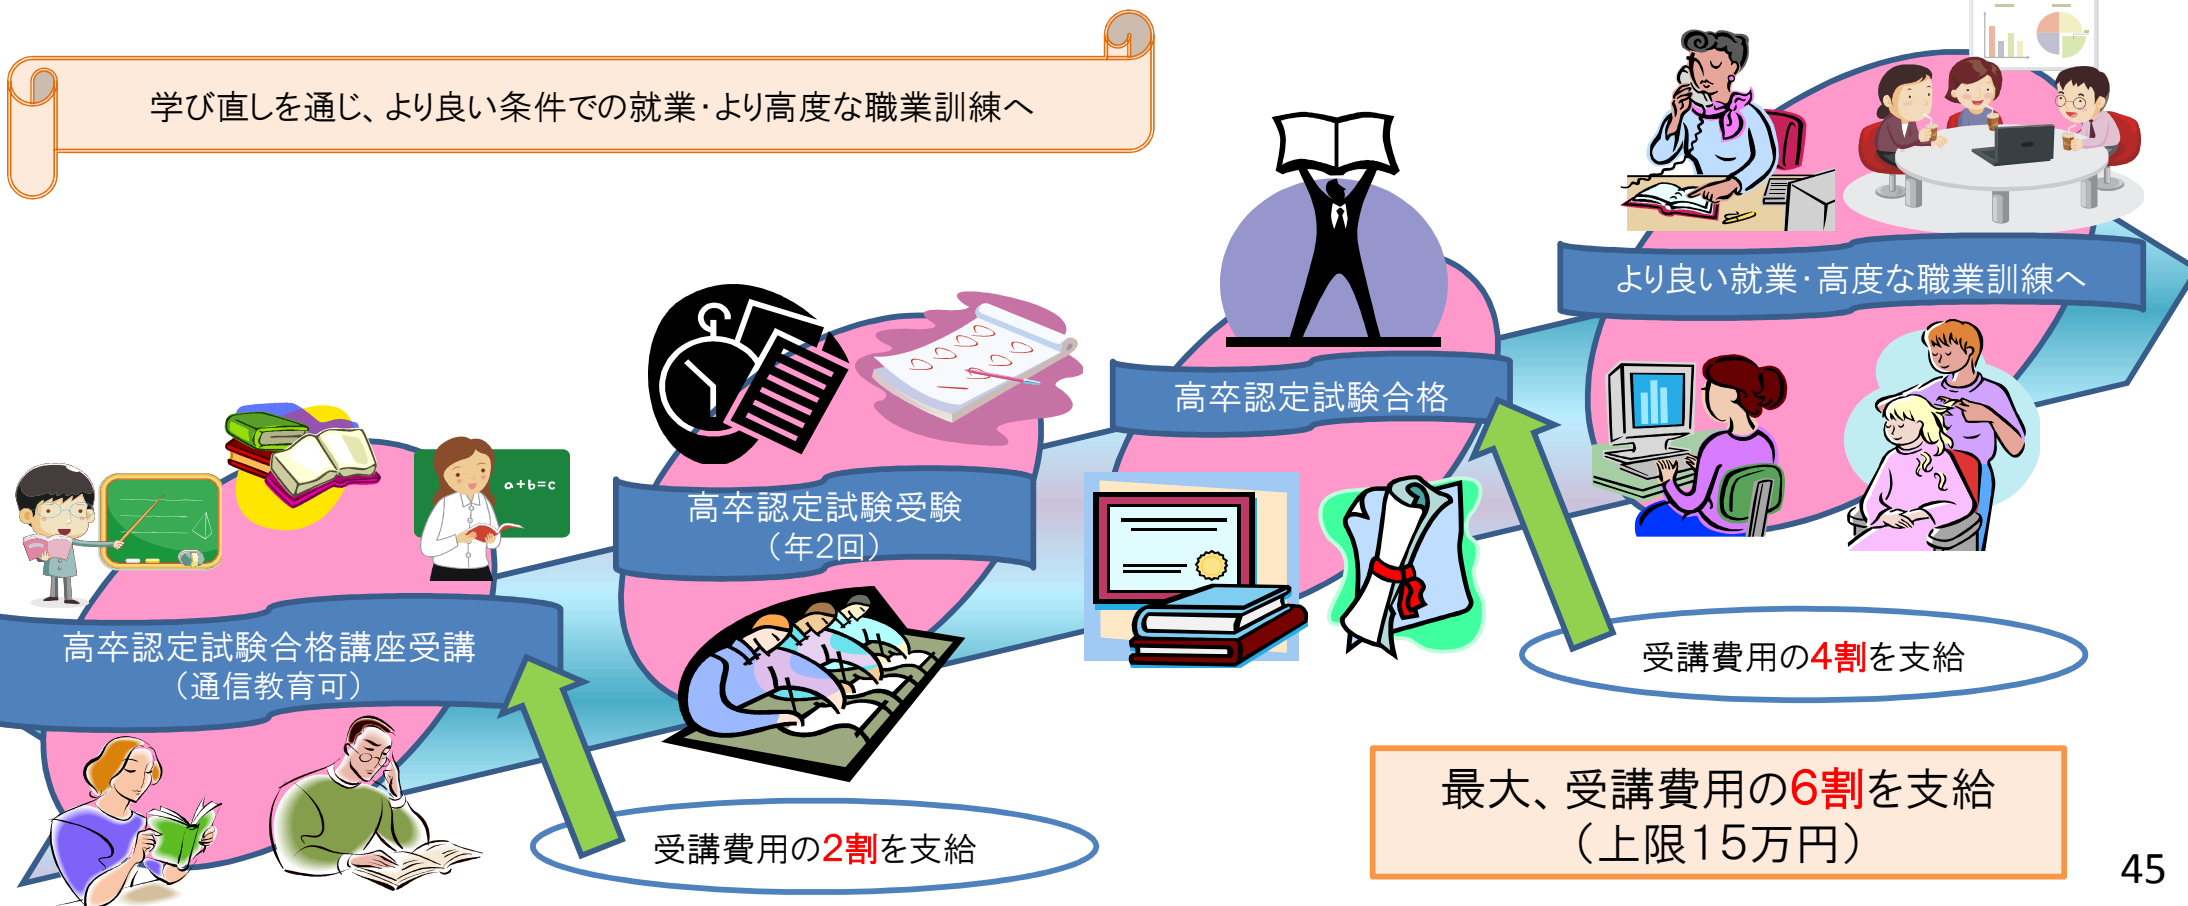 学び直しを通じ、より良い条件での就業・より高度な職業訓練へ
より良い就業・高度な職業訓練へ
高卒認定試験合格
高卒認定試験受験
（年2回）
a+b=c
高卒認定試験合格講座受講
（通信教育可）
受講費用の4割を支給
受講費用の2割を支給
最大、受講費用の6割を支給
（上限15万円）
45